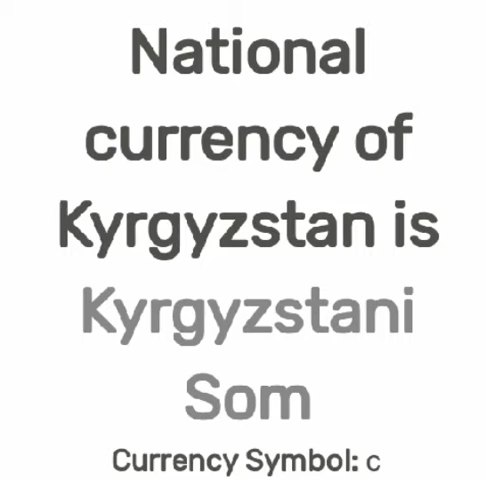 National
currency of
Kyrgyzstan is
Kyrgyzstani
Som
Currency Symbol: с